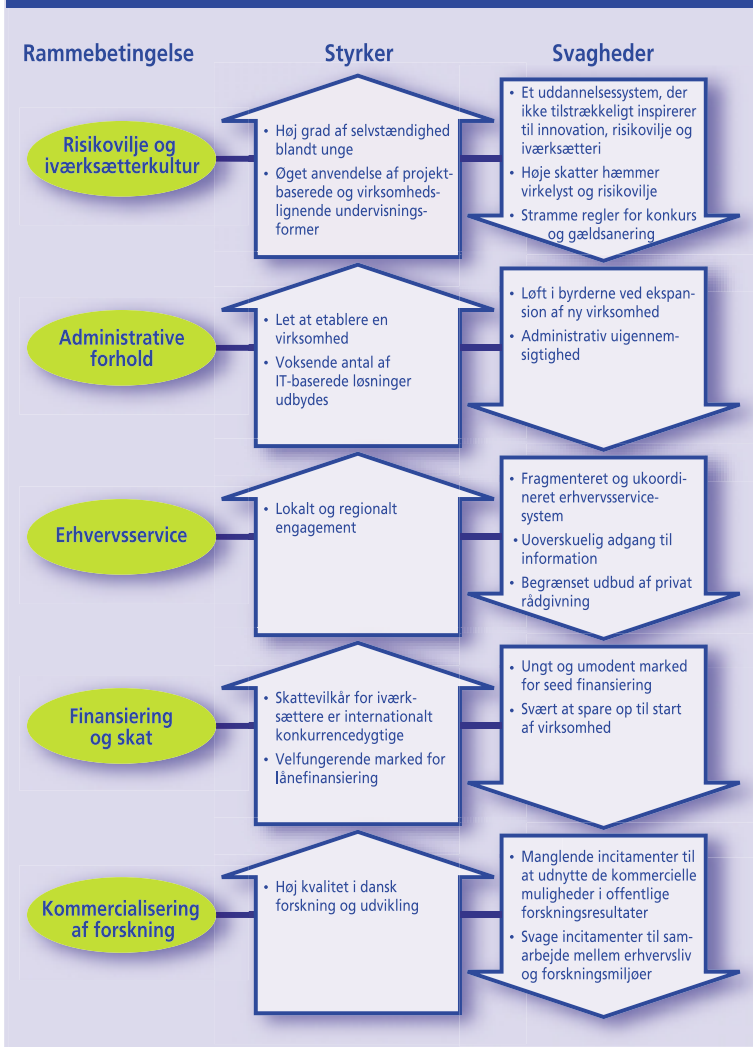 Rammebetingelse
Styrker
Svagheder
Risikovilje og
iværksætterkultur
• Høj grad af selvstændighed
blandt unge
• Øget anvendelse af projekt-
baserede og virksomheds-
lignende undervisnings-
former
• Et uddannelsessystem, der
ikke tilstrækkeligt inspirerer
til innovation, risikovilje og
iværksætteri
• Høje skatter hæmmer
virkelyst og risikovilje
• Stramme regler for konkurs
og gældsanering
Administrative
forhold
• Let at etablere en
virksomhed
• Voksende antal af
IT-baserede løsninger
udbydes
• Løft i byrderne ved ekspan-
sion af ny virksomhed
• Administrativ uigennem-
sigtighed
Erhvervsservice
• Lokalt og regionalt
engagement
• Fragmenteret og ukoordi-
neret erhvervsservice-
system
• Uoverskuelig adgang til
information
• Begrænset udbud af privat
rådgivning
Finansiering
og skat
• Skattevilkår for iværk-
sættere er internationalt
konkurrencedygtige
• Velfungerende marked for
lånefinansiering
• Ungt og umodent marked
for seed finansiering
• Svært at spare op til start
af virksomhed
Kommercialisering
af forskning
• Høj kvalitet i dansk
forskning og udvikling
• Manglende incitamenter til
at udnytte de kommercielle
muligheder i offentlige
forskningsresultater
• Svage incitamenter til sam-
arbejde mellem erhvervsliv
og forskningsmiljøer